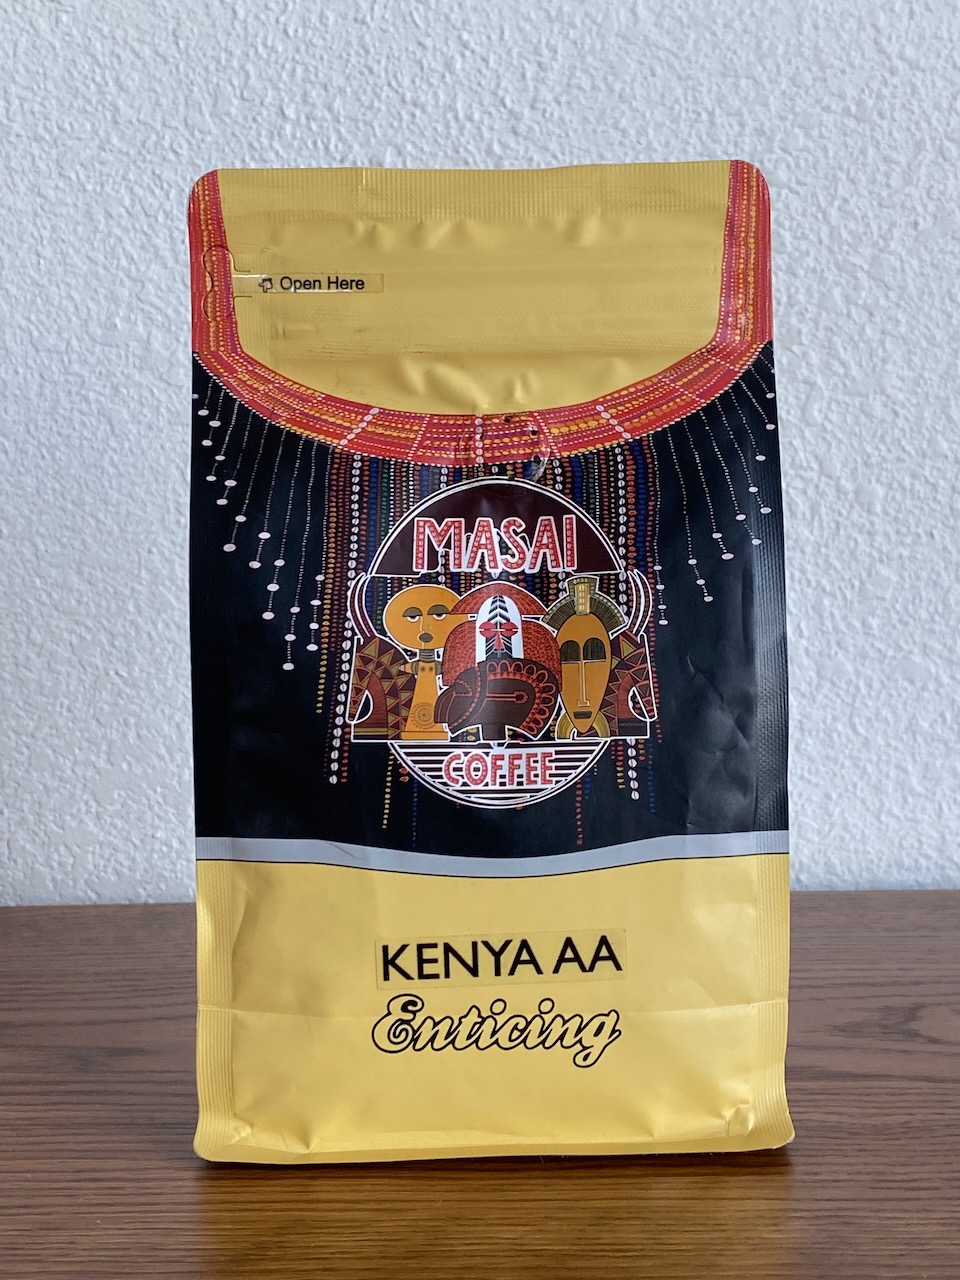 Open Here
MASAI
COFFEE
KENYA AA
Enticing